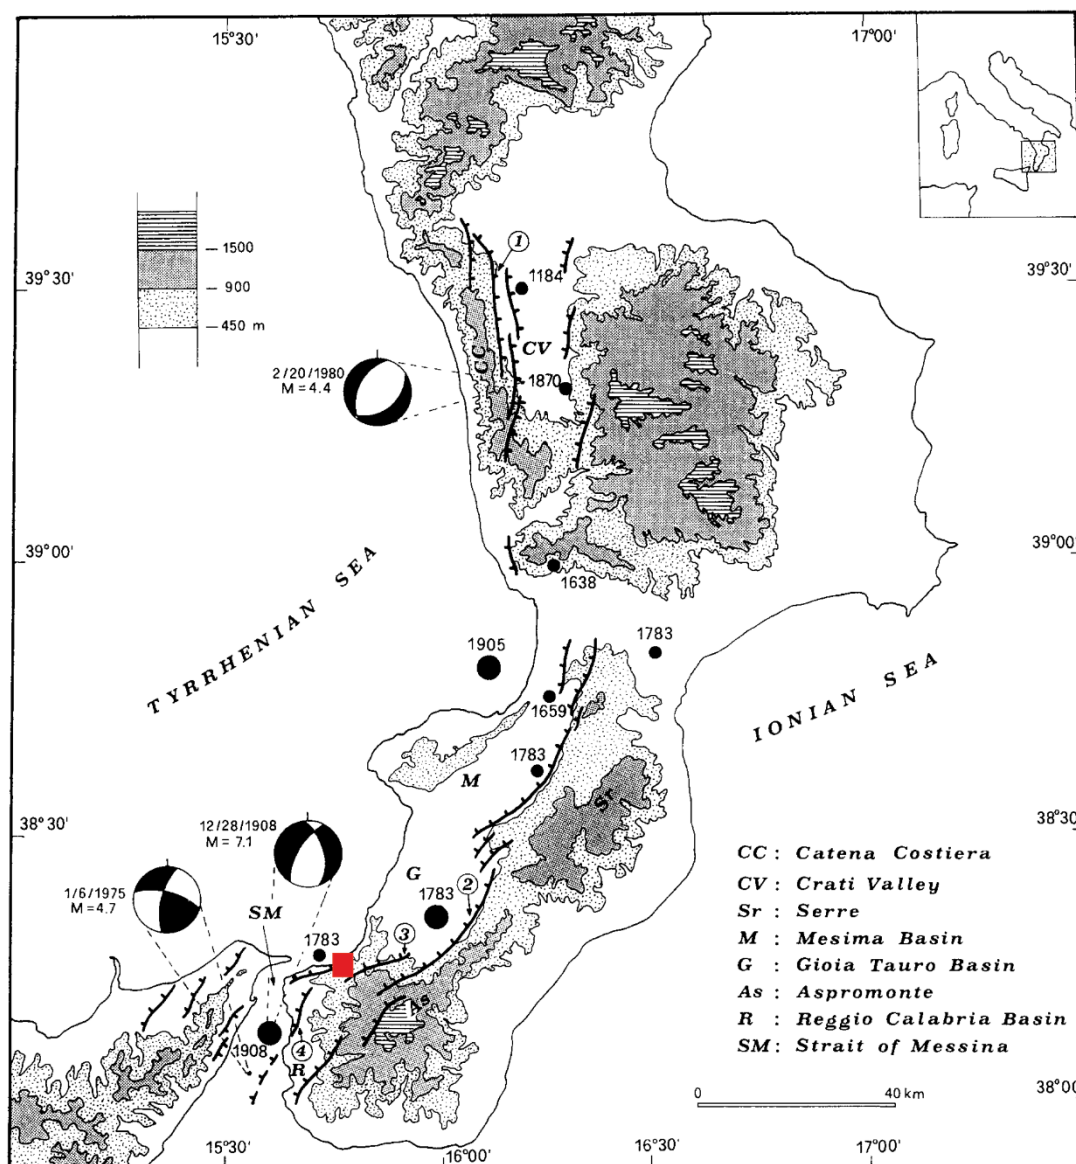 15°30'
17°00'
1500
900
450 m
39°30'
39°30'
1
1184
CC
CV
2/20/1980
M = 4.4
1870
39°00'
39°00'
1638
TYRRHENIAN SEA
1905
1783
1659
IONIAN SEA
1783
M
Sr
38°30'
38°30'
12/28/1908
M = 7.1
1/6/1975
M = 4.7
G
2
1783
SM
1783
3
As
1908
4
R
CC : Catena Costiera
CV : Crati Valley
Sr : Serre
M : Mesima Basin
G : Gioia Tauro Basin
As : Aspromonte
R : Reggio Calabria Basin
SM : Strait of Messina
0 40 km
38°00'
15°30'
16°00'
16°30'
17°00'